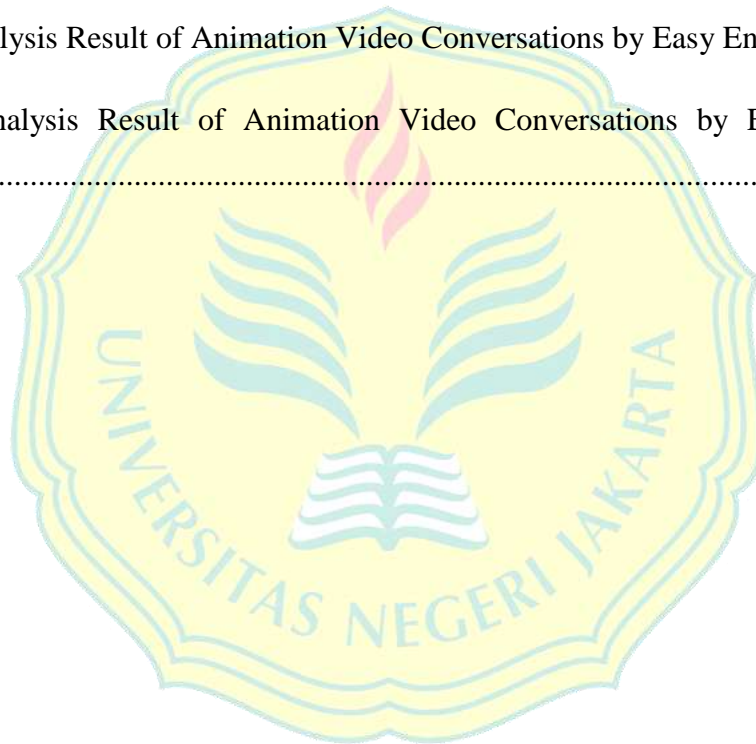 lysis Result of Animation Video Conversations by Easy En
nalysis Result of Animation Video Conversations by
................................................................................................
UNIVERSITAS NEGERI JAKARTA